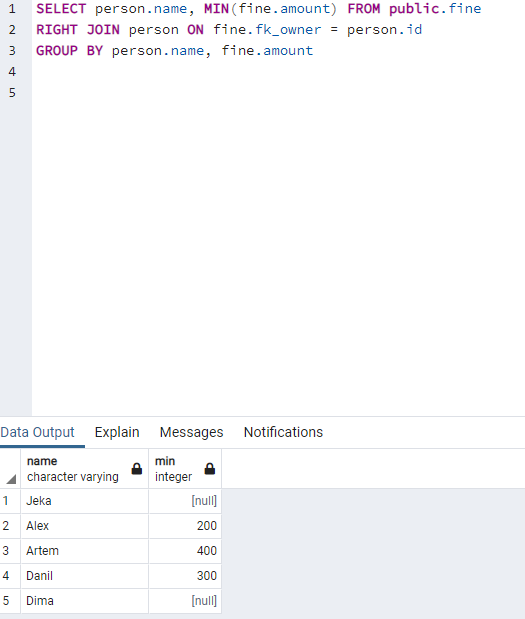 1 SELECT person.name, MIN(fine.amount) FROM public.fine
2 RIGHT JOIN person ON fine.fk_owner = person.id
3 GROUP BY person.name, fine.amount
4
5
Data Output Explain Messages Notifications
name min
character varying integer
1 Jeka [null]
2 Alex 200
3 Artem 400
4 Danil 300
5 Dima [null]